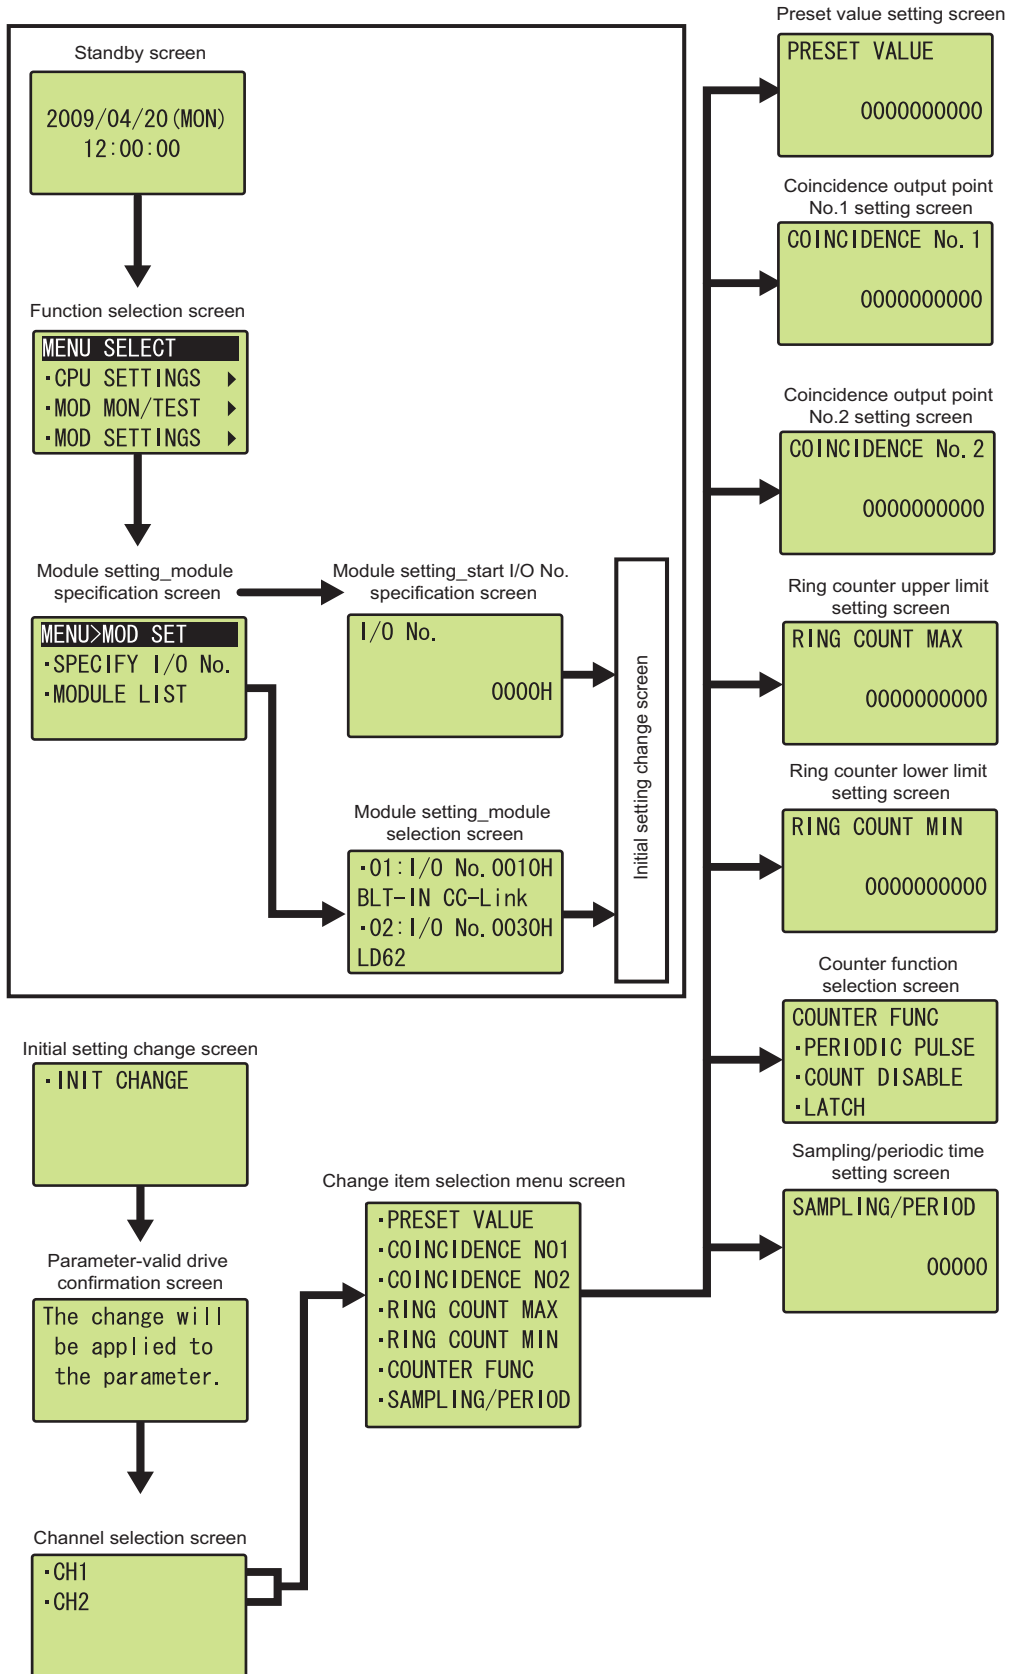 Standby screen
2009/04/20(MON)
12:00:00
Function selection screen
MENU SELECT
·CPU SETTINGS
·MOD MON/TEST
·MOD SETTINGS
Module setting_module
specification screen
MENU>MOD SET
·SPECIFY I/O No.
·MODULE LIST
Module setting_start I/O No.
specification screen
I/O No.
0000H
Module setting_module
selection screen
·01:I/O No.0010H
BLT-IN CC-Link
·02:I/O No.0030H
LD62
Initial setting change screen
Initial setting change screen
·INIT CHANGE
Parameter-valid drive
confirmation screen
The change will
be applied to
the parameter.
Channel selection screen
·CH1
·CH2
Change item selection menu screen
·PRESET VALUE
·COINCIDENCE NO1
·COINCIDENCE NO2
·RING COUNT MAX
·RING COUNT MIN
·COUNTER FUNC
·SAMPLING/PERIOD
Preset value setting screen
PRESET VALUE
0000000000
Coincidence output point
No.1 setting screen
COINCIDENCE No.1
0000000000
Coincidence output point
No.2 setting screen
COINCIDENCE No.2
0000000000
Ring counter upper limit
setting screen
RING COUNT MAX
0000000000
Ring counter lower limit
setting screen
RING COUNT MIN
0000000000
Counter function
selection screen
COUNTER FUNC
·PERIODIC PULSE
·COUNT DISABLE
·LATCH
Sampling/periodic time
setting screen
SAMPLING/PERIOD
00000